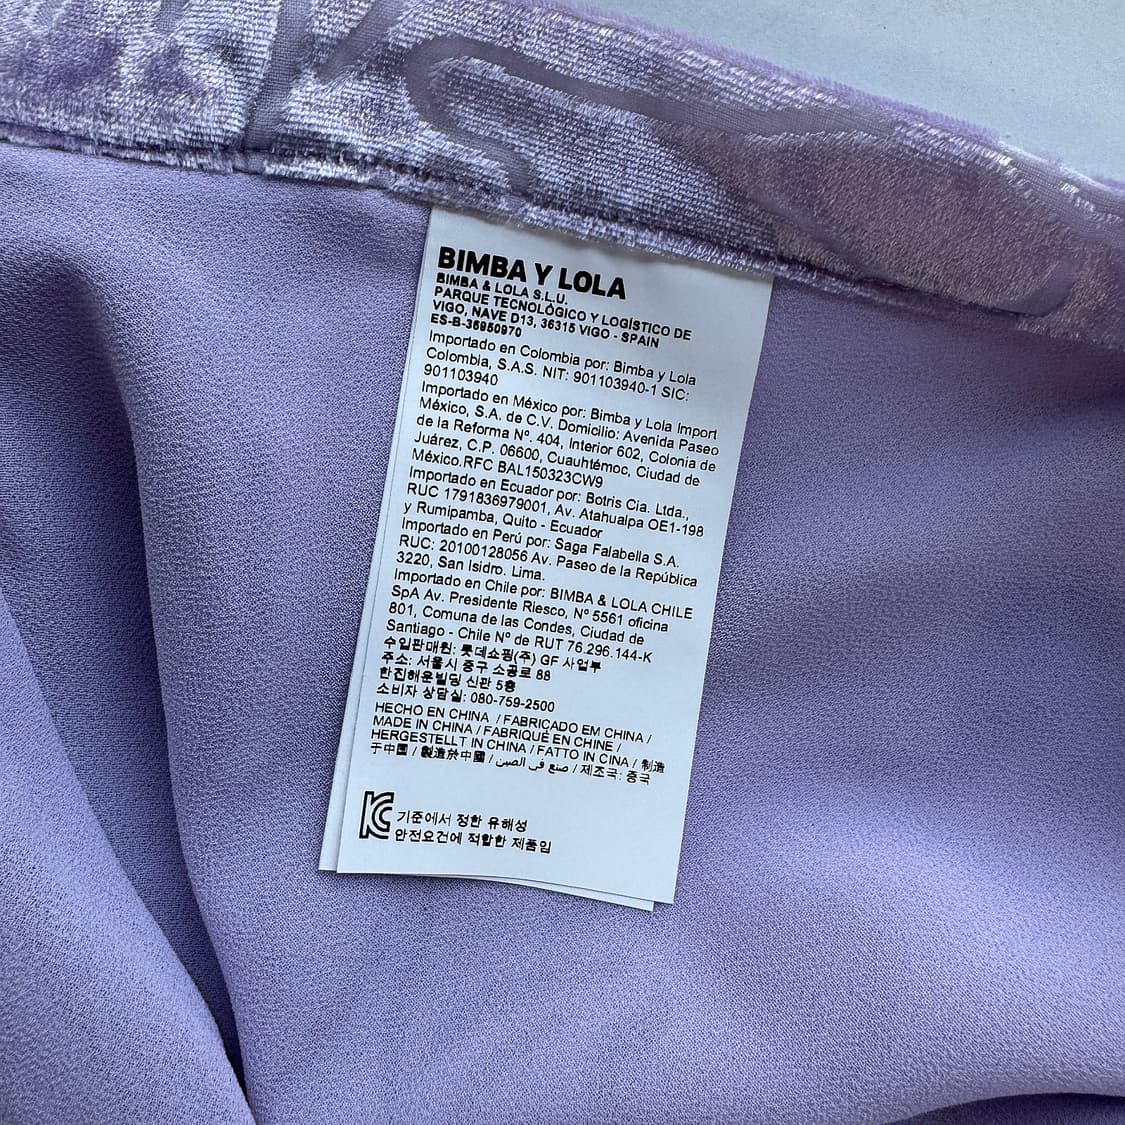 BIMBA Y LOLA
BIMBA & LOLA S.L.U.
PARQUE TECNOLÓGICO Y LOGÍSTICO DE
VIGO, NAVE D13, 36315 VIGO - SPAIN
ES-B-36950970
Importado en Colombia por: Bimba y Lola
Colombia, S.A.S. NIT: 901103940-1 SIC:
901103940
Importado en México por: Bimba y Lola Import
México, S.A. de C.V. Domicilio: Avenida Paseo
de la Reforma Nº. 404, Interior 602, Colonia de
Juárez, C.P. 06600, Cuauhtémoc, Ciudad de
México.RFC BAL150323CW9
Importado en Ecuador por: Botris Cia. Ltda.,
RUC 1791836979001, Av. Atahualpa OE1-198
y Rumipamba, Quito - Ecuador
Importado en Perú por: Saga Falabella S.A.
RUC: 20100128056 Av. Paseo de la República
3220, San Isidro. Lima.
Importado en Chile por: BIMBA & LOLA CHILE
SpA Av. Presidente Riesco, Nº 5561 oficina
801, Comuna de las Condes, Ciudad de
Santiago - Chile Nº de RUT 76.296.144-K
수입판매원: 롯데쇼핑(주) GF 사업부
주소: 서울시 중구 소공로 88
한진해운빌딩 신관 5층
소비자 상담실: 080-759-2500
HECHO EN CHINA / FABRICADO EM CHINA /
MADE IN CHINA / FABRIQUÉ EN CHINE /
HERGESTELLT IN CHINA / FATTO IN CINA / 制造
于中国 / 製造於中國 / صنع في الصين / 제조국: 중국
KC 기준에서 정한 유해성
안전요건에 적합한 제품임